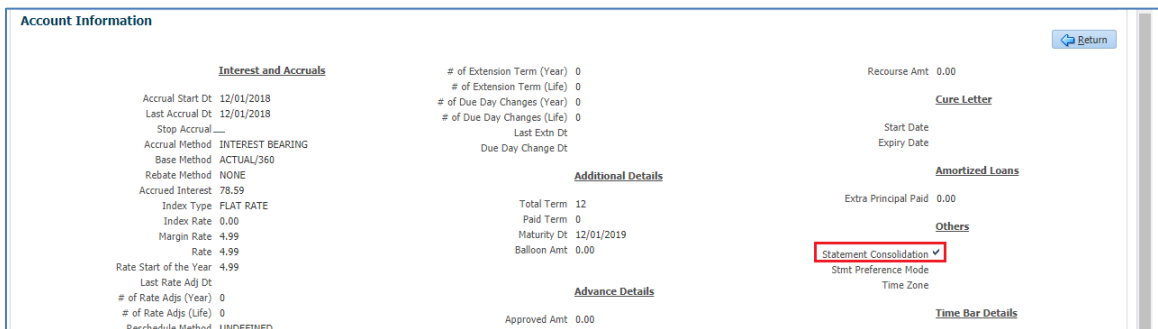 Account Information
Return
Interest and Accruals
Accrual Start Dt 12/01/2018
Last Accrual Dt 12/01/2018
Stop Accrual
Accrual Method INTEREST BEARING
Base Method ACTUAL/360
Rebate Method NONE
Accrued Interest 78.59
Index Type FLAT RATE
Index Rate 0.00
Margin Rate 4.99
Rate 4.99
Rate Start of the Year 4.99
Last Rate Adj Dt
# of Rate Adjs (Year) 0
# of Rate Adjs (Life) 0
Reschedule Method UNDEFINED
# of Extension Term (Year) 0
# of Extension Term (Life) 0
# of Due Day Changes (Year) 0
# of Due Day Changes (Life) 0
Last Extn Dt
Due Day Change Dt
Additional Details
Total Term 12
Paid Term 0
Maturity Dt 12/01/2019
Balloon Amt 0.00
Advance Details
Approved Amt 0.00
Recourse Amt 0.00
Cure Letter
Start Date
Expiry Date
Amortized Loans
Extra Principal Paid 0.00
Others
Statement Consolidation ✔
Stmt Preference Mode
Time Zone
Time Bar Details